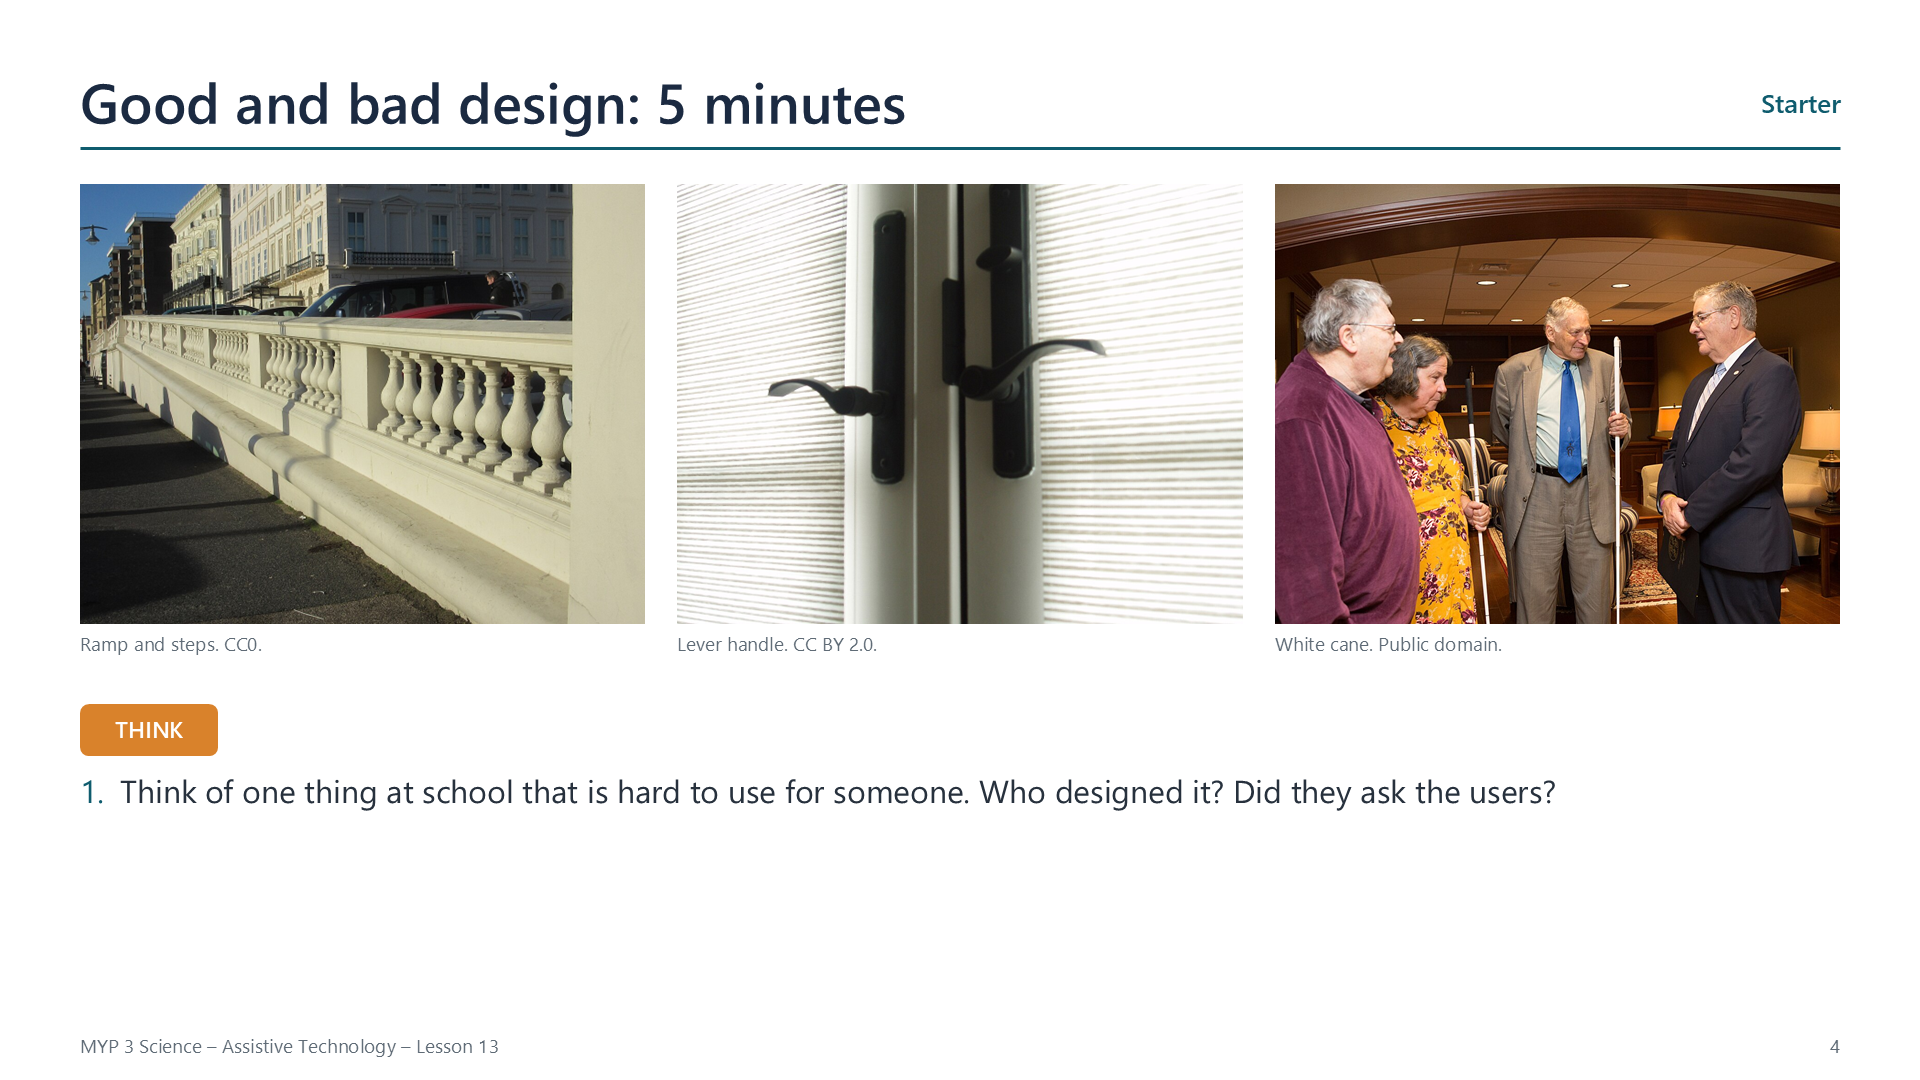 Good and bad design: 5 minutes
Starter
Ramp and steps. CC0.
Lever handle. CC BY 2.0.
White cane. Public domain.
THINK
1. Think of one thing at school that is hard to use for someone. Who designed it? Did they ask the users?
MYP 3 Science – Assistive Technology – Lesson 13
4